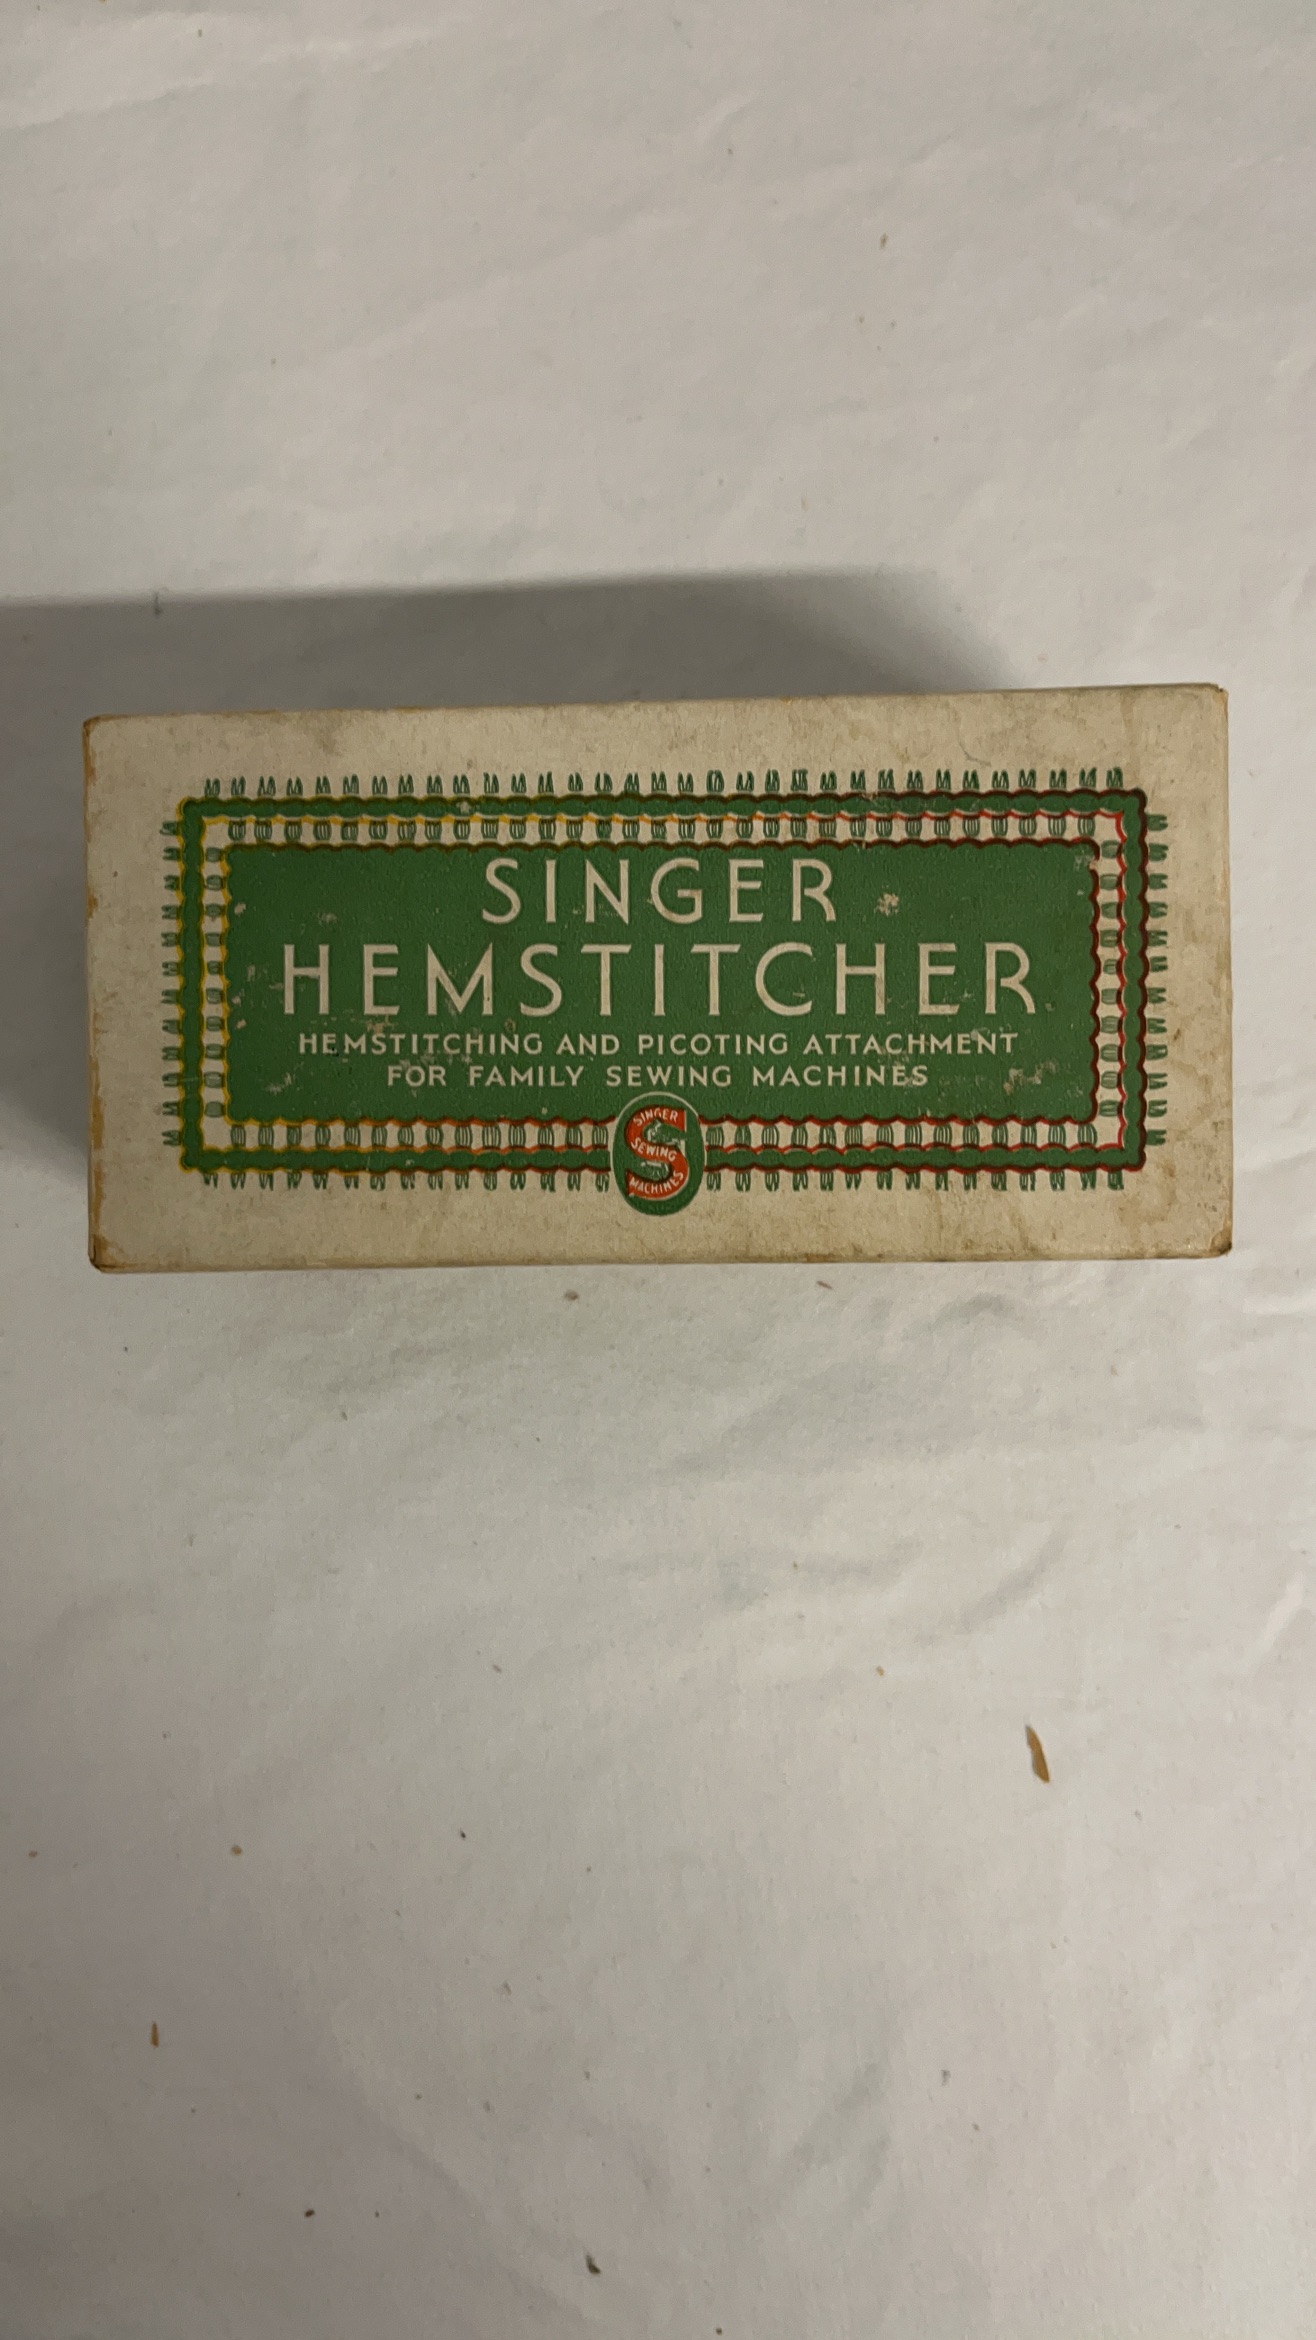 SINGER
HEMSTITCHER
HEMSTITCHING AND PICOTING ATTACHMENT
FOR FAMILY SEWING MACHINES
SINGER
SEWING
MACHINES